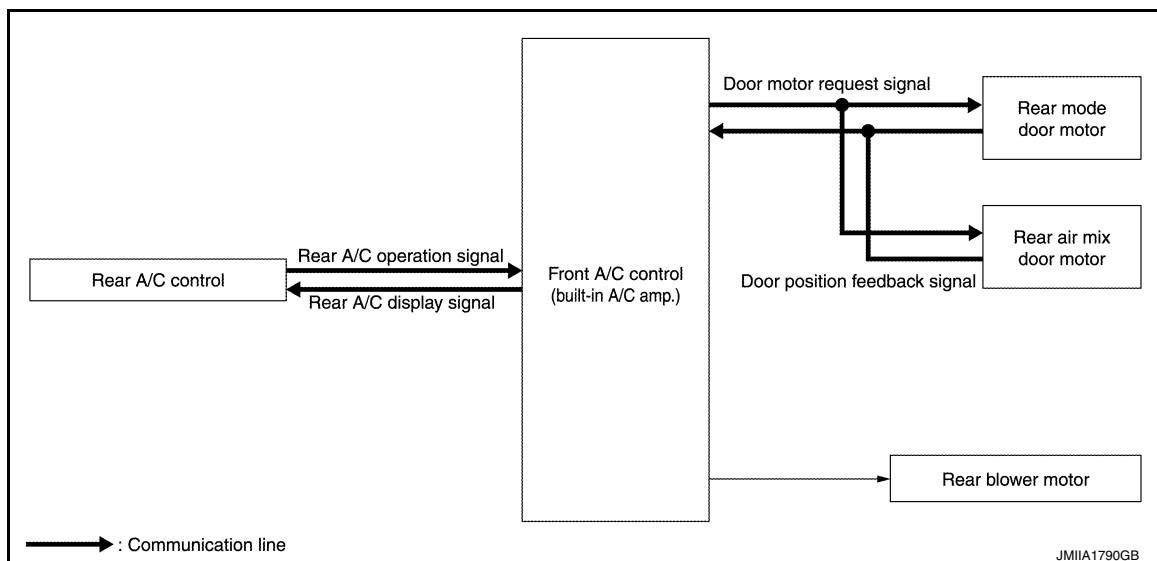 Door motor request signal
Rear mode
door motor
Rear air mix
door motor
Door position feedback signal
Rear A/C operation signal
Rear A/C control
Rear A/C display signal
Front A/C control
(built-in A/C amp.)
Rear blower motor
: Communication line
JMIIA1790GB